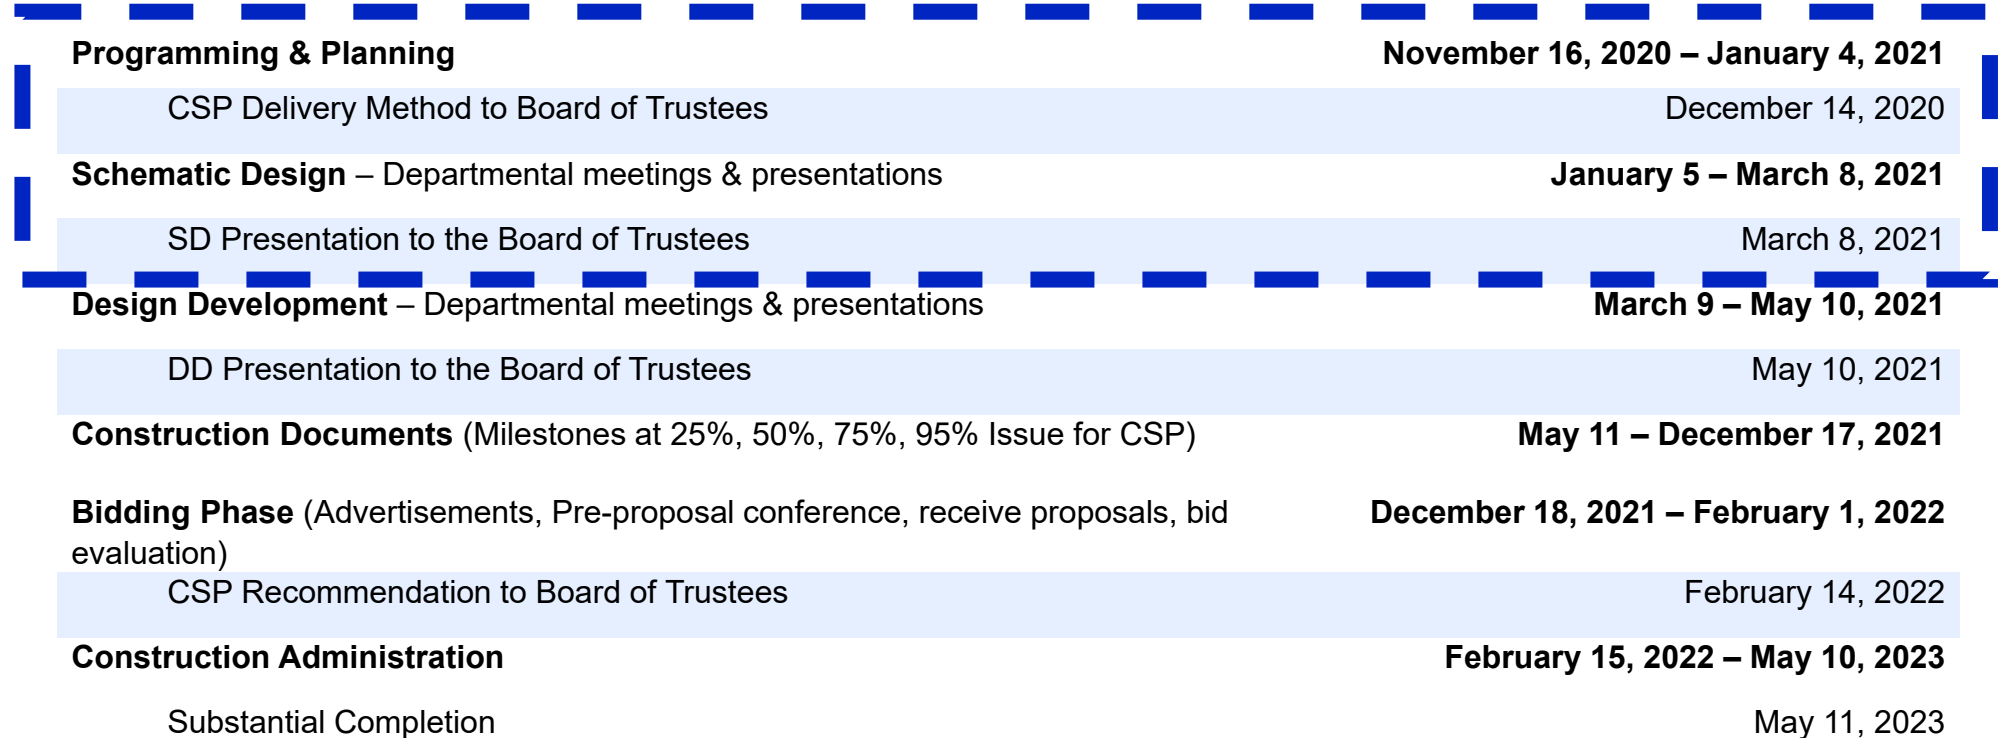 Programming & Planning November 16, 2020 – January 4, 2021
CSP Delivery Method to Board of Trustees December 14, 2020
Schematic Design – Departmental meetings & presentations January 5 – March 8, 2021
SD Presentation to the Board of Trustees March 8, 2021
Design Development – Departmental meetings & presentations March 9 – May 10, 2021
DD Presentation to the Board of Trustees May 10, 2021
Construction Documents (Milestones at 25%, 50%, 75%, 95% Issue for CSP) May 11 – December 17, 2021
Bidding Phase (Advertisements, Pre-proposal conference, receive proposals, bid December 18, 2021 – February 1, 2022
evaluation)
CSP Recommendation to Board of Trustees February 14, 2022
Construction Administration February 15, 2022 – May 10, 2023
Substantial Completion May 11, 2023